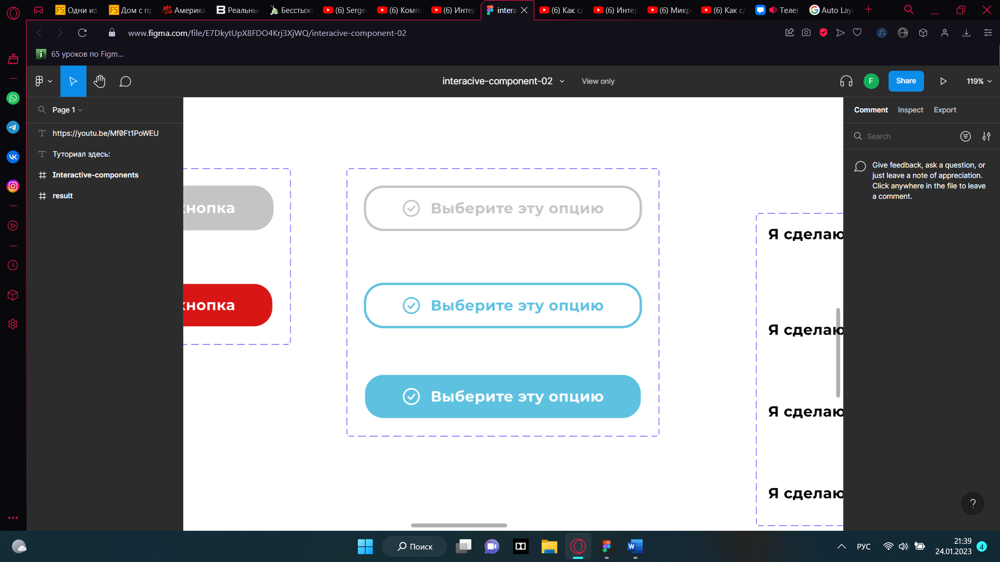 Одни из
Дом с п
Америка
Реальны
Бесстыж
(6) Serge
(6) Комп
(6) Интер
intera
(6) Как сд
(6) Интер
(6) Микр
(6) Как сд
Телег
Auto Lay
www.figma.com/file/E7DkytUpX8FDO4Krj3XjWQ/interacive-component-02
65 уроков по Figm...
interacive-component-02
View only
F
Share
119%
Page 1
https://youtu.be/Mf0Ft1PoWEU
Туториал здесь:
Interactive-components
result
кнопка
кнопка
Выберите эту опцию
Выберите эту опцию
Выберите эту опцию
Я сделаю
Я сделаю
Я сделаю
Я сделаю
Comment
Inspect
Export
Search
Give feedback, ask a question, or
just leave a note of appreciation.
Click anywhere in the file to leave
a comment.
?
Поиск
РУС
21:39
24.01.2023
4